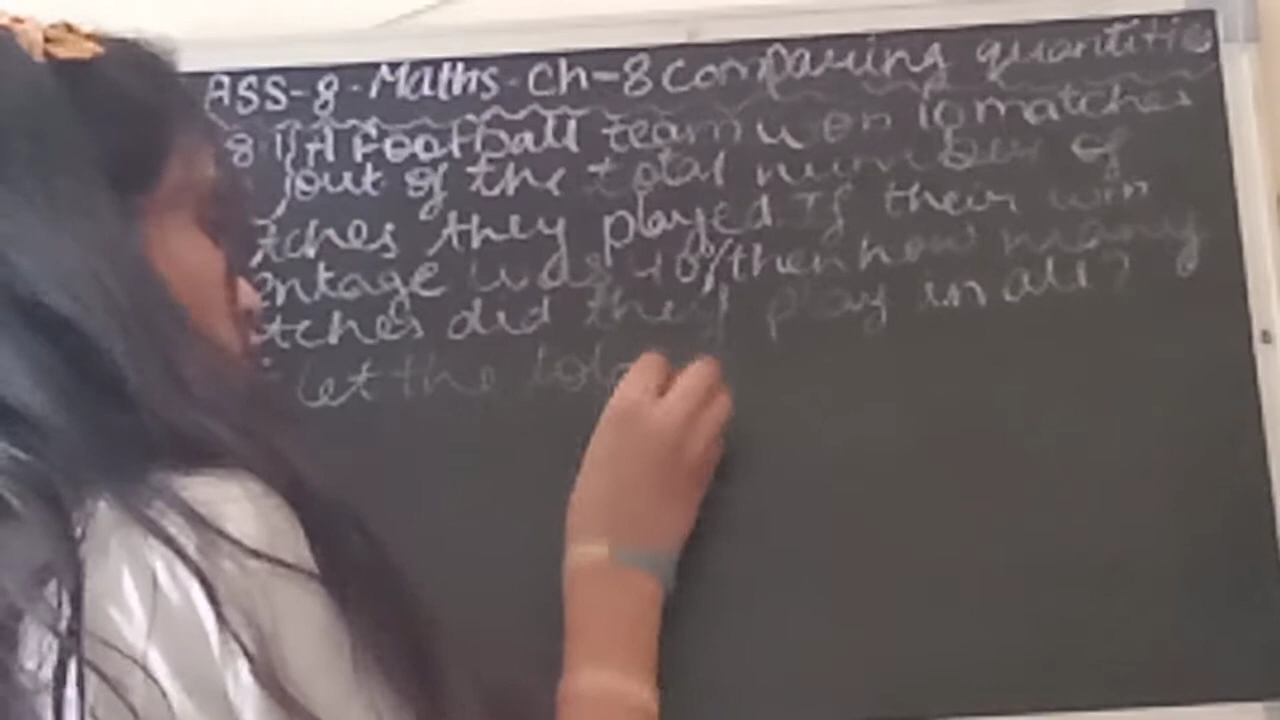 ASS-8-Maths-Ch-8 Comparing quantities
8.1] A Football team won 10 matches
]out of the total number of
tches they played If their win
entage was 40% then how many
tches did they play in all?
let the tota